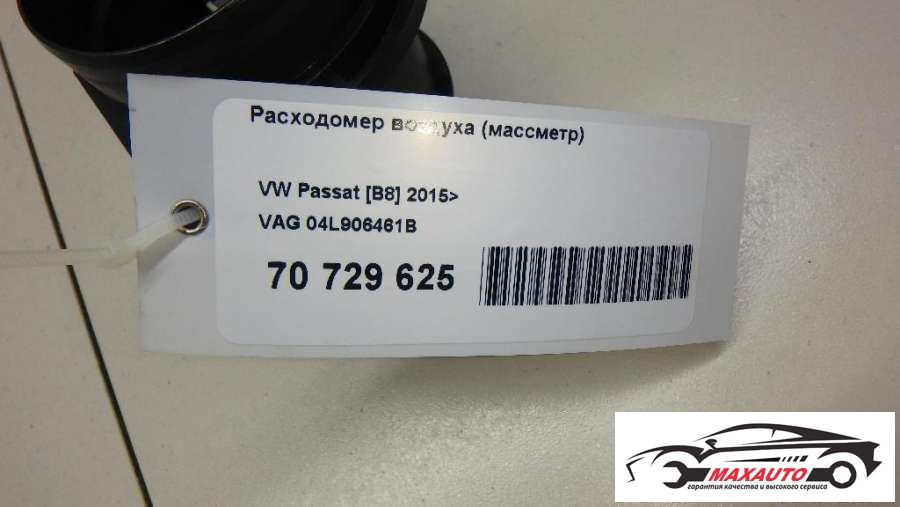 Расходомер воздуха (массметр)
VW Passat [B8] 2015>
VAG 04L906461B
70 729 625
MAXAUTO
гарантия качества и высокого сервиса